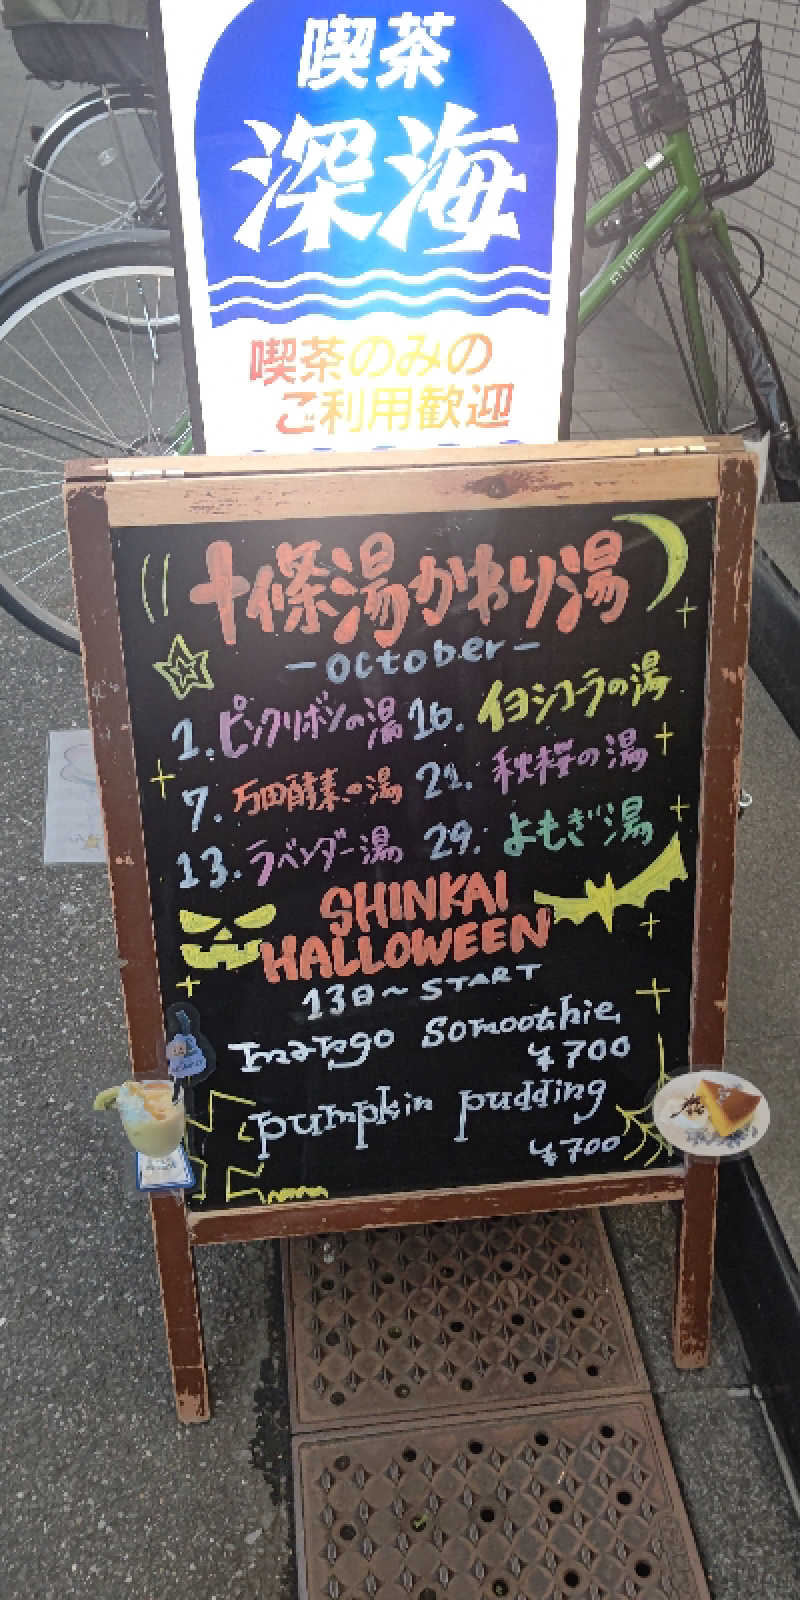 喫茶
深海
喫茶のみの
ご利用歓迎
十條湯かわり湯
-October-
1.ピンクリボンの湯 16.イヨシコーラの湯
7.万田酵素の湯 21.秋桜の湯
13.ラベンダー湯 29.よもぎ湯
SHINKAI
HALLOWEEN
13日~START
mango somoothie
¥700
pumpkin pudding
¥700